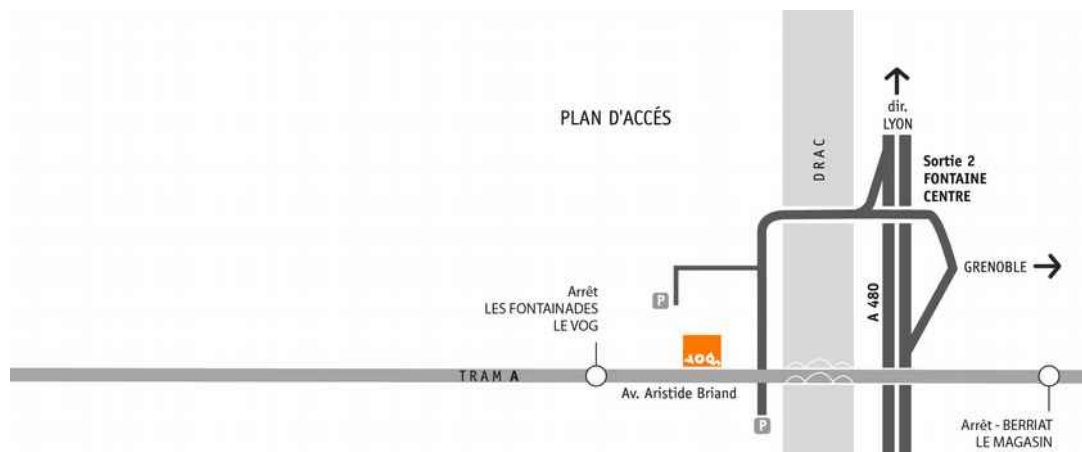 PLAN D'ACCÉS
DRAC
dir.
LYON
Sortie 2
FONTAINE
CENTRE
GRENOBLE
A 480
P
Arrêt
LES FONTAINADES
LE VOG
TRAM A
Av. Aristide Briand
P
Arrêt - BERRIAT
LE MAGASIN